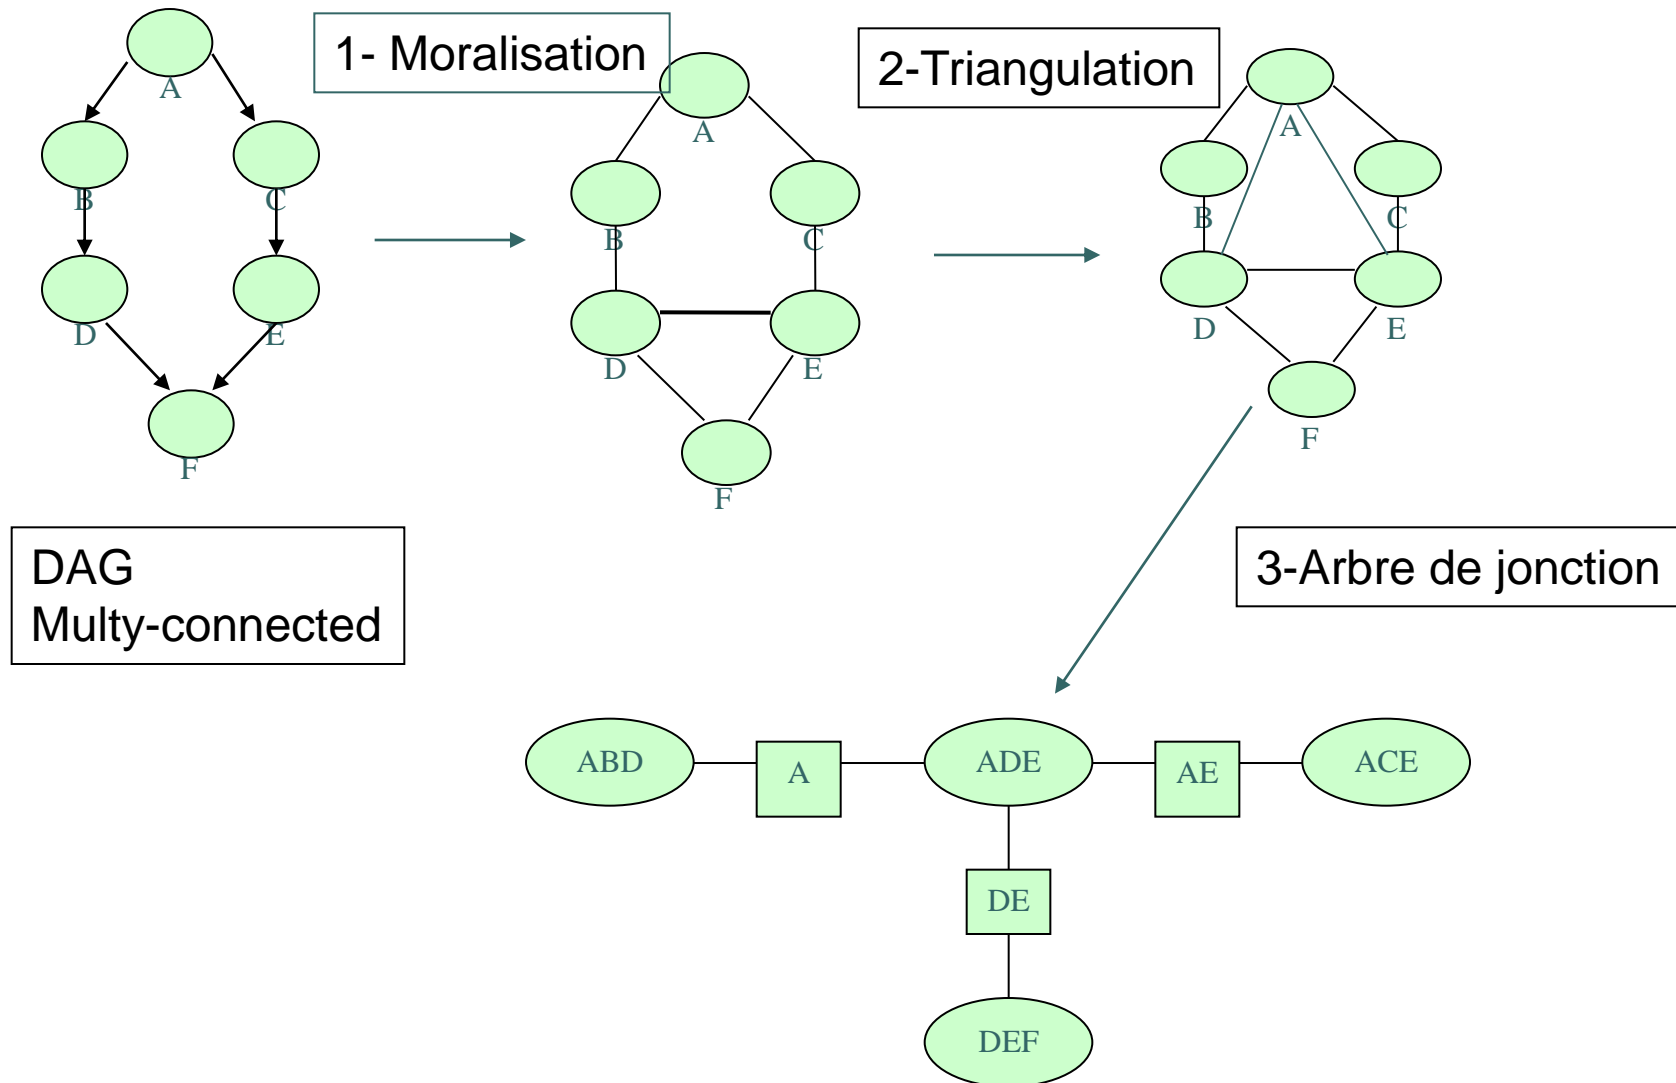 1- Moralisation
2-Triangulation
A
B
C
D
E
F
A
B
C
D
E
F
A
B
C
D
E
F
DAG
Multy-connected
3-Arbre de jonction
ABD
A
ADE
AE
ACE
DE
DEF